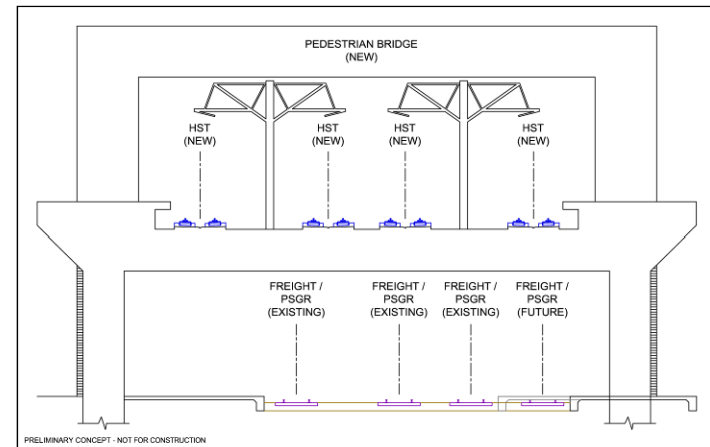 PEDESTRIAN BRIDGE
(NEW)
HST
(NEW)
HST
(NEW)
HST
(NEW)
HST
(NEW)
FREIGHT /
PSGR
(EXISTING)
FREIGHT /
PSGR
(EXISTING)
FREIGHT /
PSGR
(EXISTING)
FREIGHT /
PSGR
(FUTURE)
PRELIMINARY CONCEPT - NOT FOR CONSTRUCTION